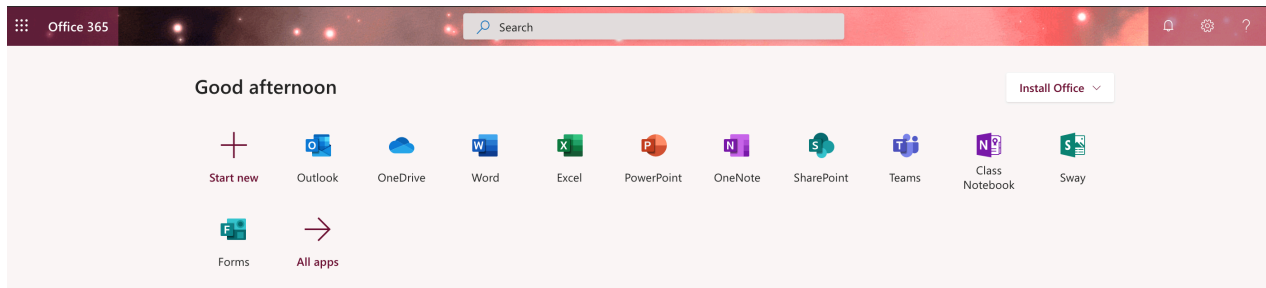 Office 365
Search
?
Good afternoon
Install Office
Start new
Outlook
OneDrive
Word
Excel
PowerPoint
OneNote
SharePoint
Teams
Class
Notebook
Sway
Forms
All apps